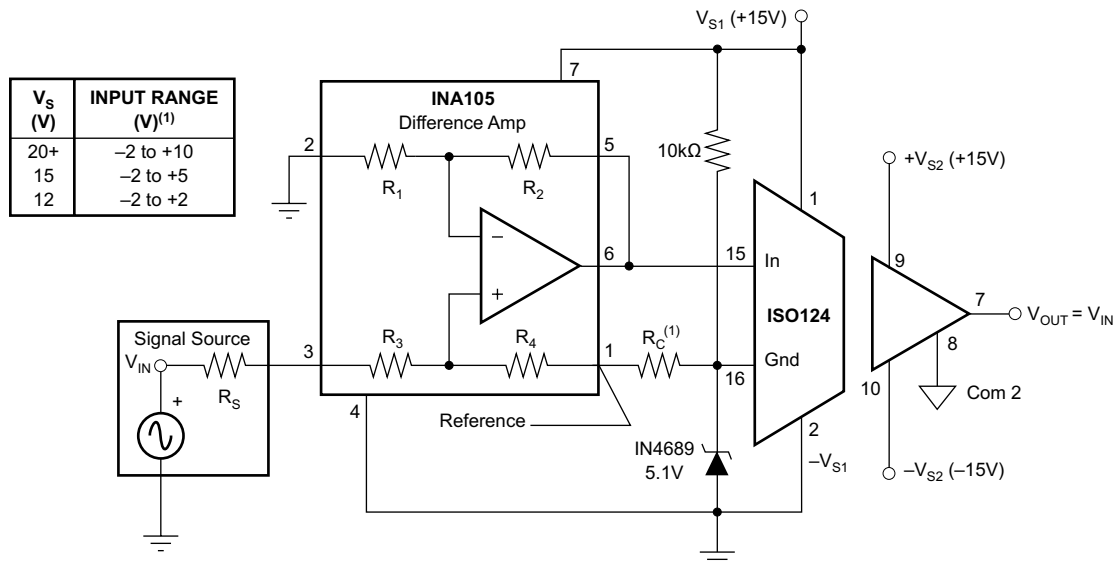 V_S1 (+15V)
V_S
(V)
INPUT RANGE
(V)^(1)
20+ –2 to +10
15 –2 to +5
12 –2 to +2
7
INA105
Difference Amp
2
5
R_1
R_2
10kΩ
+V_S2 (+15V)
1
–
6
15
In
9
+
ISO124
7
V_OUT = V_IN
8
Signal Source
V_IN
R_S
+
3
R_3
R_4
1
R_C^(1)
16
Gnd
10
Com 2
4
Reference
2
–V_S1
IN4689
5.1V
–V_S2 (–15V)